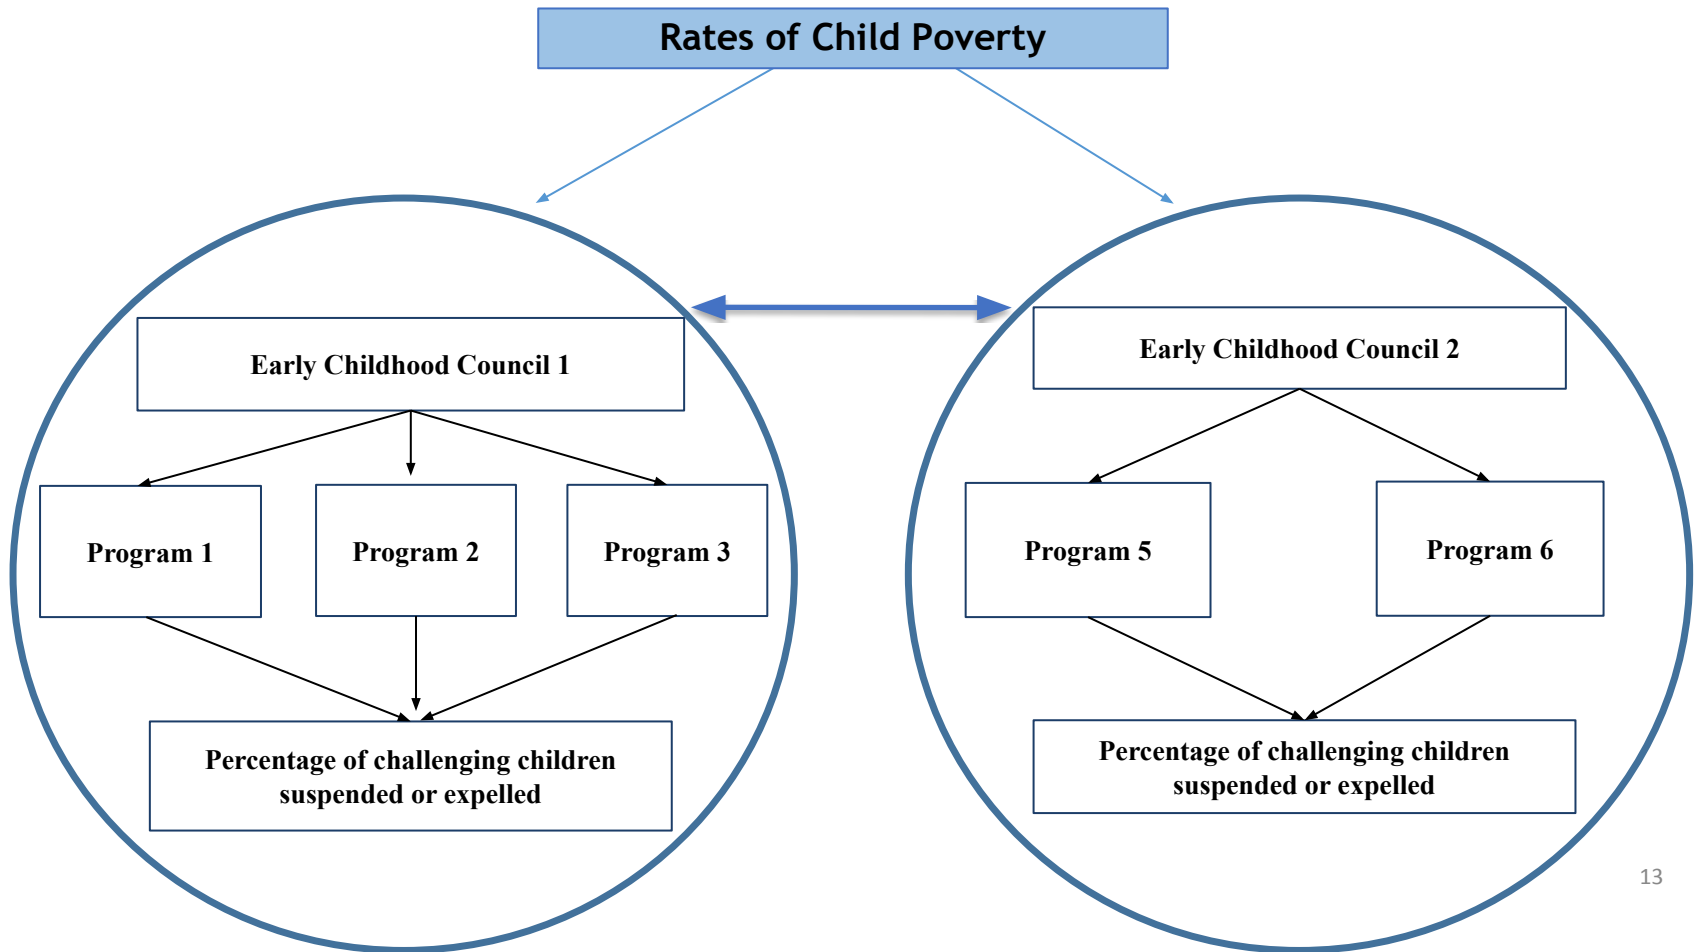 Rates of Child Poverty
Early Childhood Council 1
Program 1
Program 2
Program 3
Percentage of challenging children
suspended or expelled
Early Childhood Council 2
Program 5
Program 6
Percentage of challenging children
suspended or expelled
13